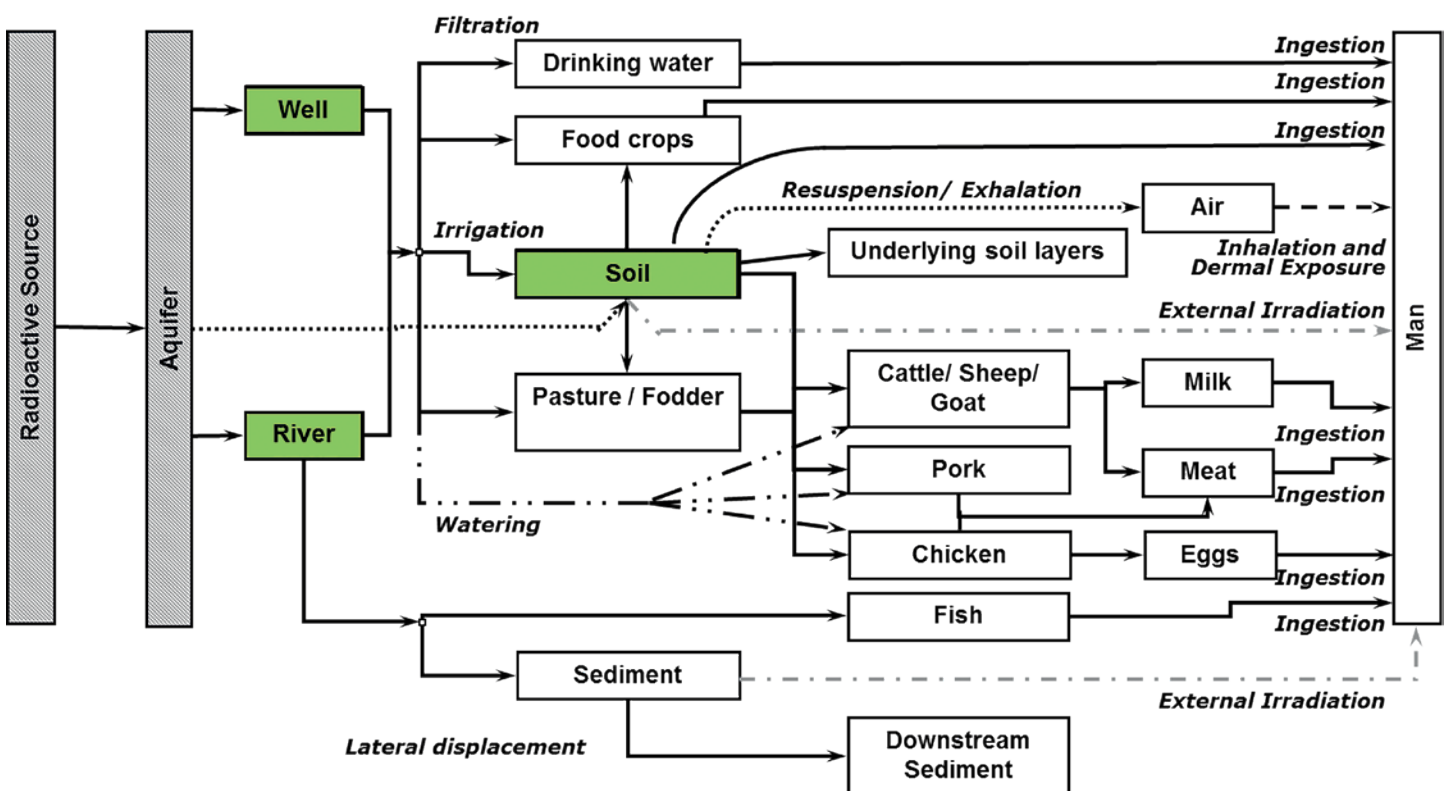 Radioactive Source
Aquifer
Well
River
Filtration
Drinking water
Ingestion
Food crops
Ingestion
Ingestion
Resuspension/ Exhalation
Air
Inhalation and
Dermal Exposure
Irrigation
Soil
Underlying soil layers
External Irradiation
Man
Pasture / Fodder
Cattle/ Sheep/
Goat
Milk
Ingestion
Pork
Meat
Ingestion
Watering
Chicken
Eggs
Ingestion
Fish
Ingestion
Sediment
External Irradiation
Lateral displacement
Downstream
Sediment